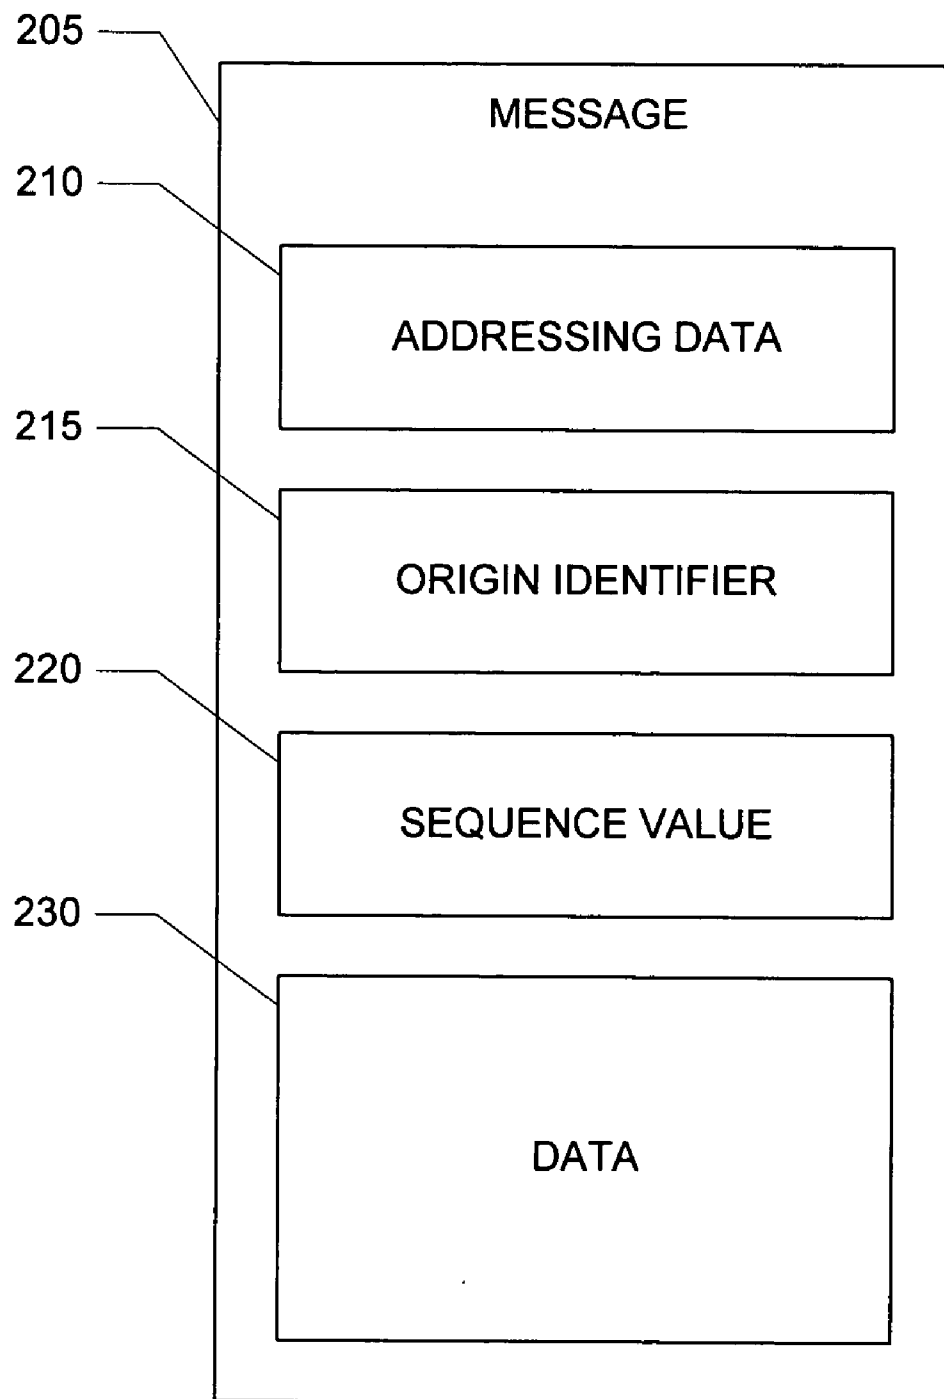 205
MESSAGE
210
ADDRESSING DATA
215
ORIGIN IDENTIFIER
220
SEQUENCE VALUE
230
DATA